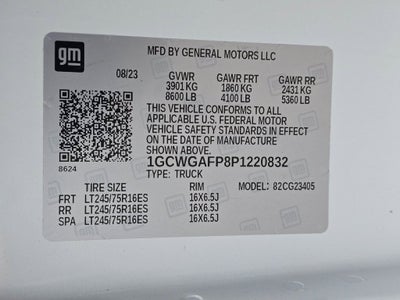 gm
MFD BY GENERAL MOTORS LLC
08/23 GVWR GAWR FRT GAWR RR
3901 KG 1860 KG 2431 KG
8600 LB 4100 LB 5360 LB
THIS VEHICLE CONFORMS TO ALL
APPLICABLE U.S. FEDERAL MOTOR
VEHICLE SAFETY STANDARDS IN EFFECT
ON THE DATE OF MANUFACTURE
SHOWN ABOVE.
1GCWGAFP8P1220832
8624 TYPE: TRUCK
TIRE SIZE RIM MODEL: 82CG23405
FRT LT245/75R16ES 16X6.5J
RR LT245/75R16ES 16X6.5J
SPA LT245/75R16ES 16X6.5J